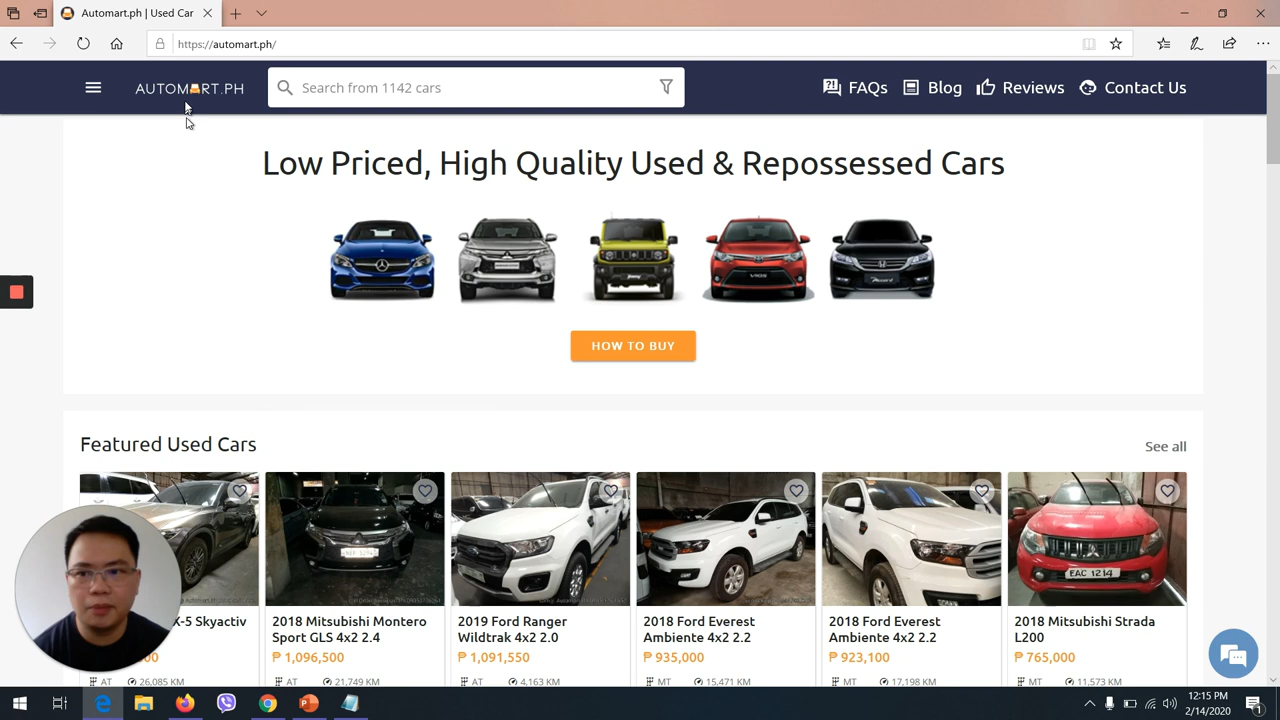 Automart.ph | Used Car
https://automart.ph/
AUTOMART.PH
Search from 1142 cars
FAQs
Blog
Reviews
Contact Us
Low Priced, High Quality Used & Repossessed Cars
HOW TO BUY
Featured Used Cars
See all
X-5 Skyactiv
00
AT
26,085 KM
2018 Mitsubishi Montero
Sport GLS 4x2 2.4
₱ 1,096,500
AT
21,749 KM
2019 Ford Ranger
Wildtrak 4x2 2.0
₱ 1,091,550
AT
4,163 KM
2018 Ford Everest
Ambiente 4x2 2.2
₱ 935,000
MT
15,471 KM
2018 Ford Everest
Ambiente 4x2 2.2
₱ 923,100
MT
17,198 KM
EAC 1214
2018 Mitsubishi Strada
L200
₱ 765,000
MT
11,573 KM
12:15 PM
2/14/2020